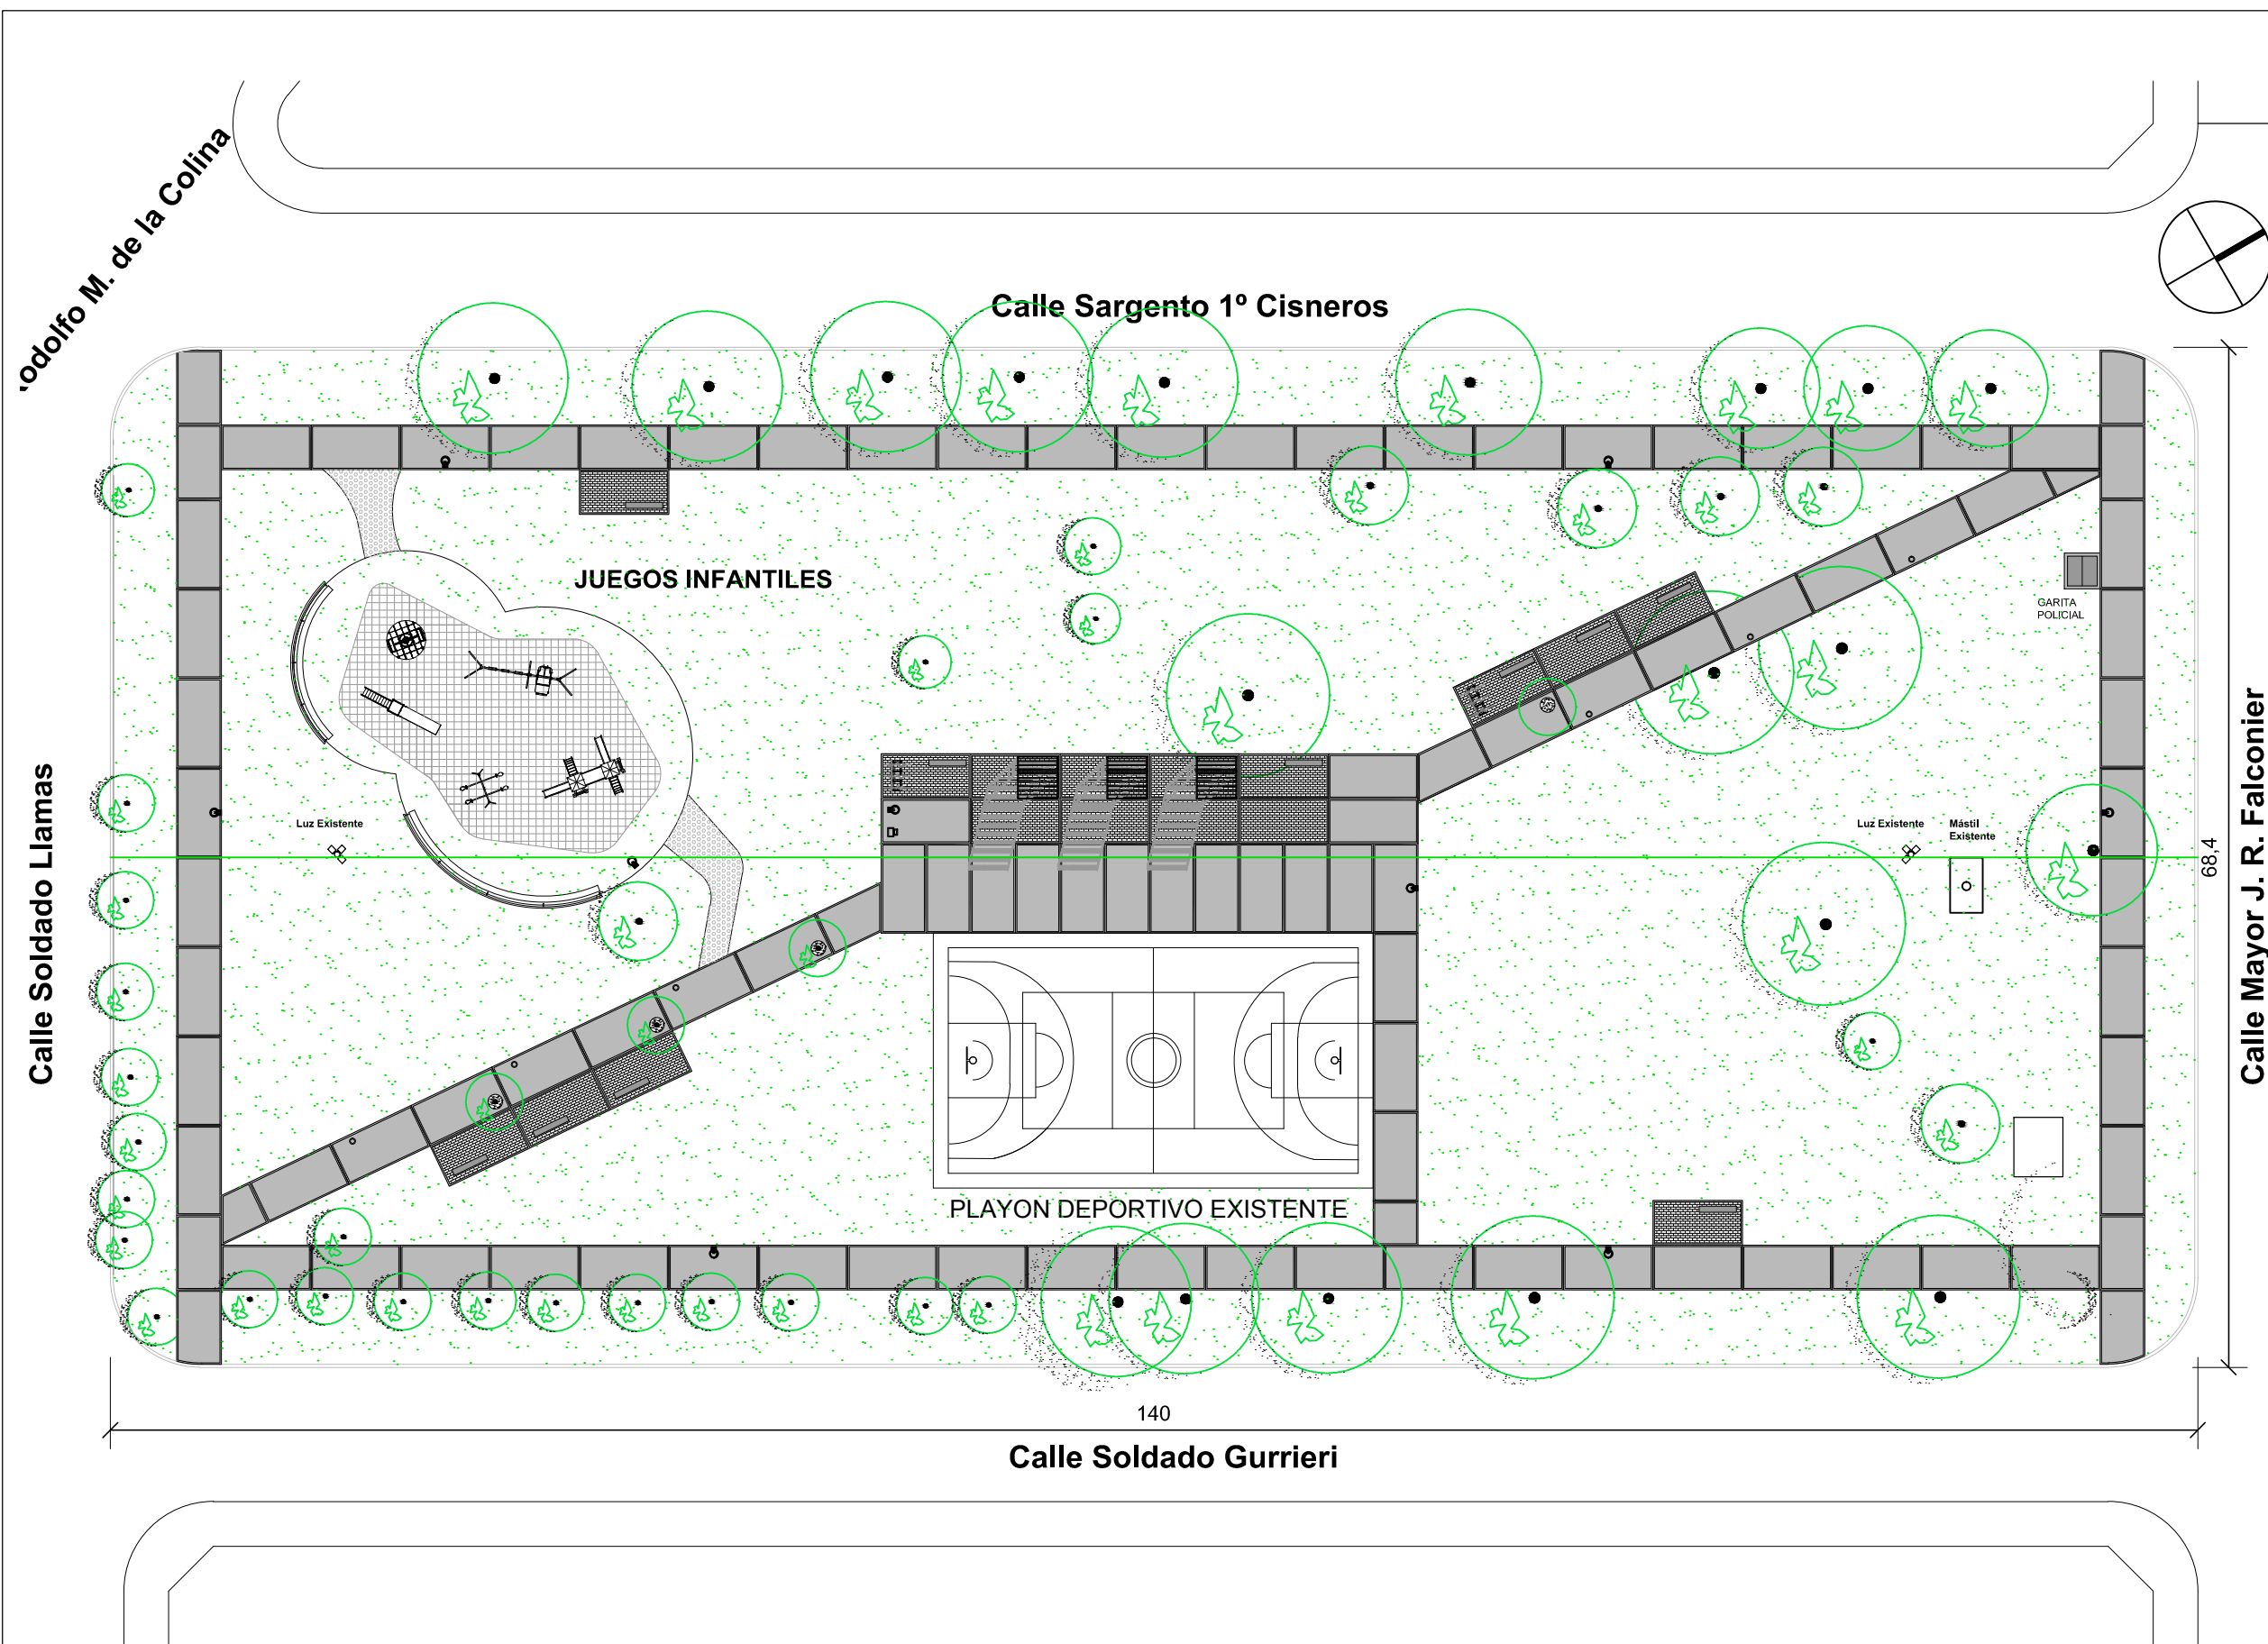 odolfo M. de la Colina
Calle Sargento 1º Cisneros
JUEGOS INFANTILES
GARITA
POLICIAL
Calle Soldado Llamas
Luz Existente
Luz Existente
Mástil
Existente
68,4
Calle Mayor J. R. Falconier
PLAYON DEPORTIVO EXISTENTE
140
Calle Soldado Gurrieri